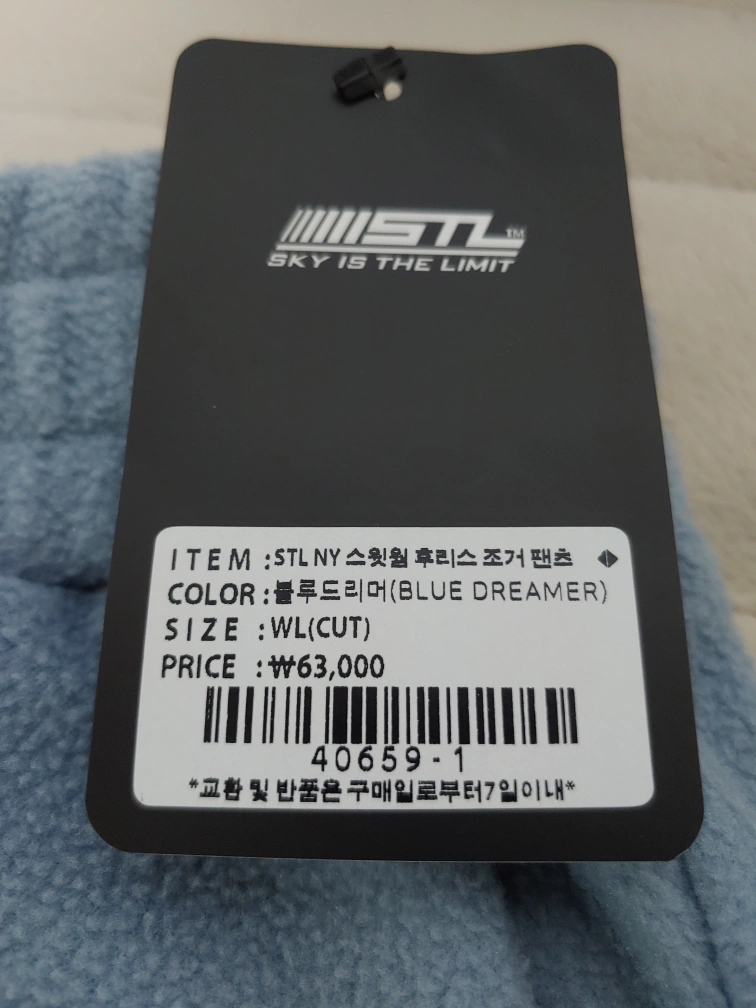 STL TM
SKY IS THE LIMIT
ITEM :STL NY 스윗웜 후리스 조거 팬츠
COLOR :블루드리머(BLUE DREAMER)
SIZE :WL(CUT)
PRICE :₩63,000
40659-1
*교환 및 반품은 구매일로부터7일이내*